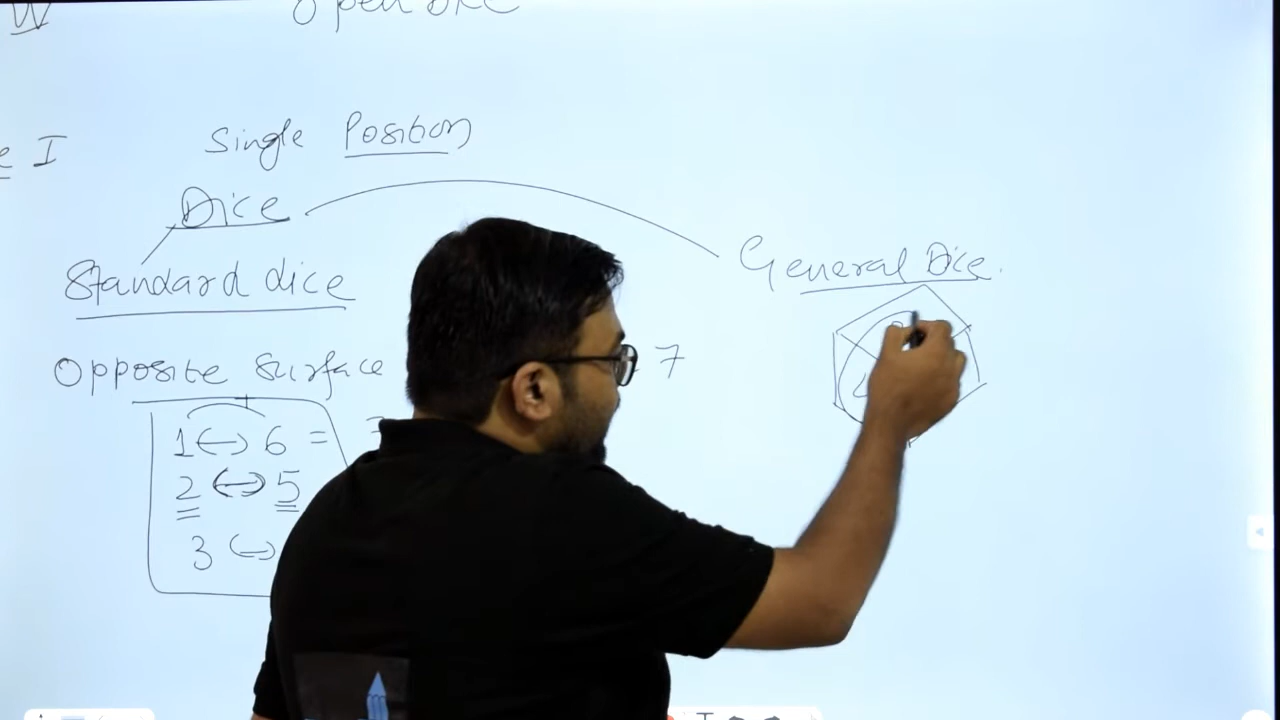 W
Open Dice
e I
Single Position
Dice
Standard dice
General Dice.
Opposite Surface
7
1 ↔ 6 =
2 ↔ 5
3 ↔